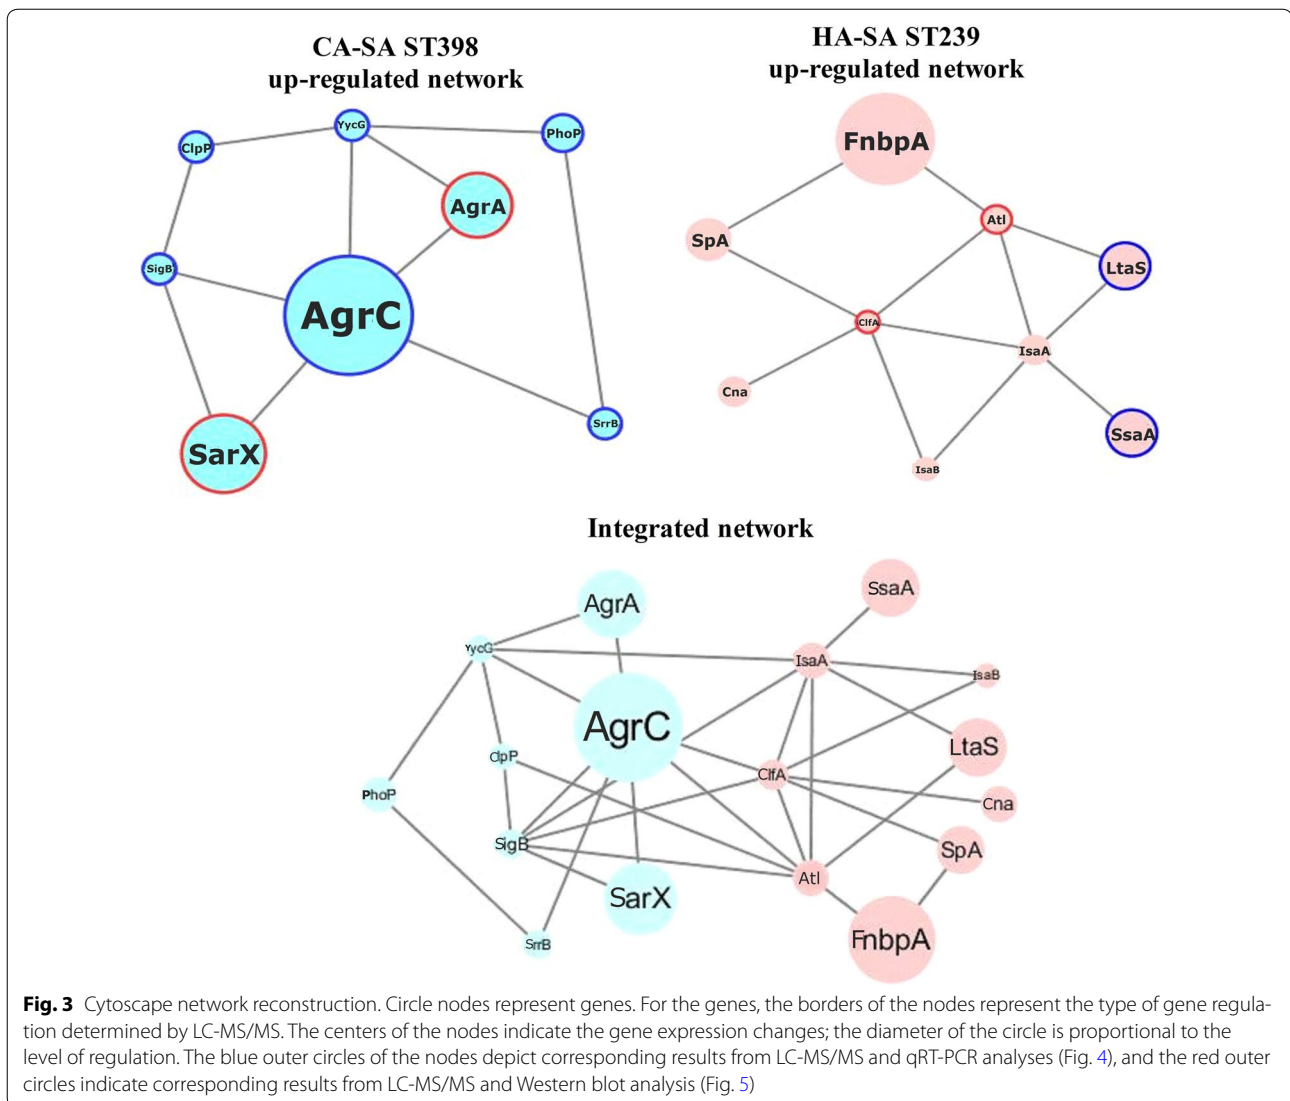 CA-SA ST398
up-regulated network
YycG
PhoP
ClpP
AgrA
SigB
AgrC
SrrB
SarX
HA-SA ST239
up-regulated network
FnbpA
Atl
SpA
LtaS
ClfA
IsaA
Cna
SsaA
IsaB
Integrated network
SsaA
AgrA
YycG
IsaA
IsaB
AgrC
LtaS
ClpP
ClfA
PhoP
Cna
SigB
SpA
Atl
SarX
FnbpA
SrrB
Fig. 3 Cytoscape network reconstruction. Circle nodes represent genes. For the genes, the borders of the nodes represent the type of gene regula-
tion determined by LC-MS/MS. The centers of the nodes indicate the gene expression changes; the diameter of the circle is proportional to the
level of regulation. The blue outer circles of the nodes depict corresponding results from LC-MS/MS and qRT-PCR analyses (Fig. 4), and the red outer
circles indicate corresponding results from LC-MS/MS and Western blot analysis (Fig. 5)